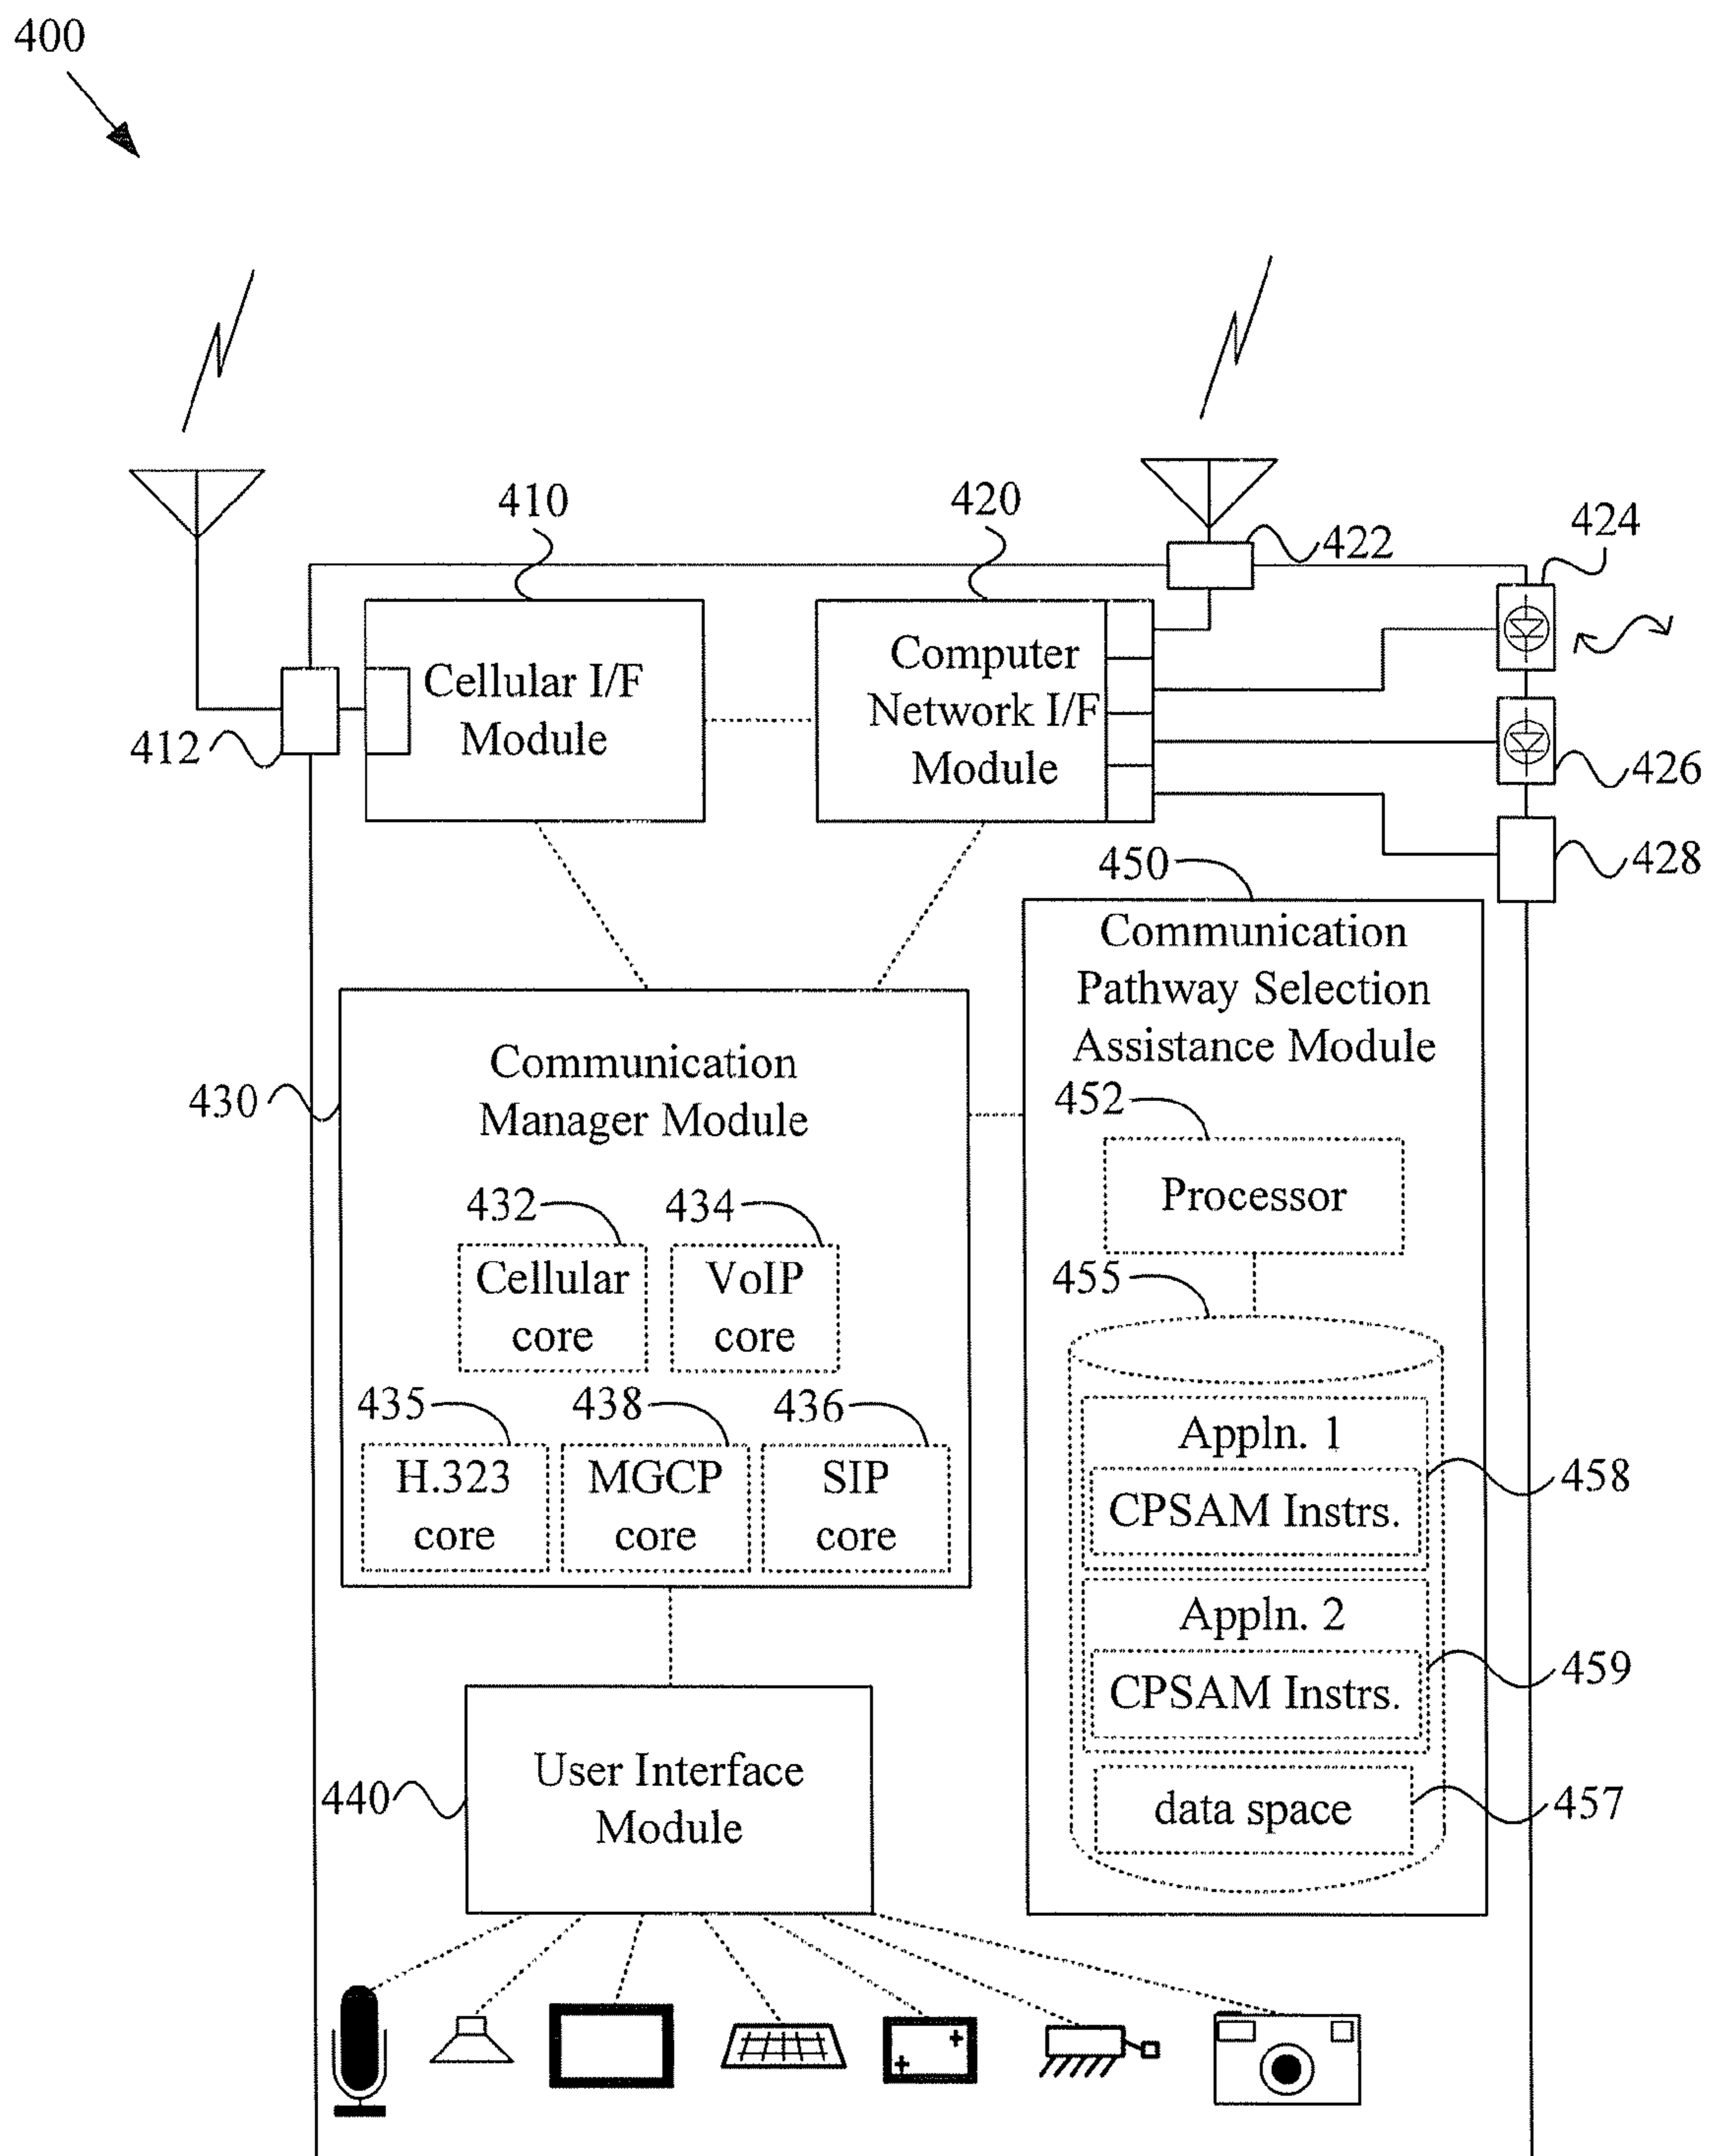 400
410
420
422
424
Cellular I/F
Module
Computer
Network I/F
Module
412
426
428
450
Communication
Pathway Selection
Assistance Module
430
Communication
Manager Module
452
Processor
432
434
Cellular
core
VoIP
core
455
435
438
436
H.323
core
MGCP
core
SIP
core
Appln. 1
CPSAM Instrs.
458
Appln. 2
CPSAM Instrs.
459
440
User Interface
Module
data space
457